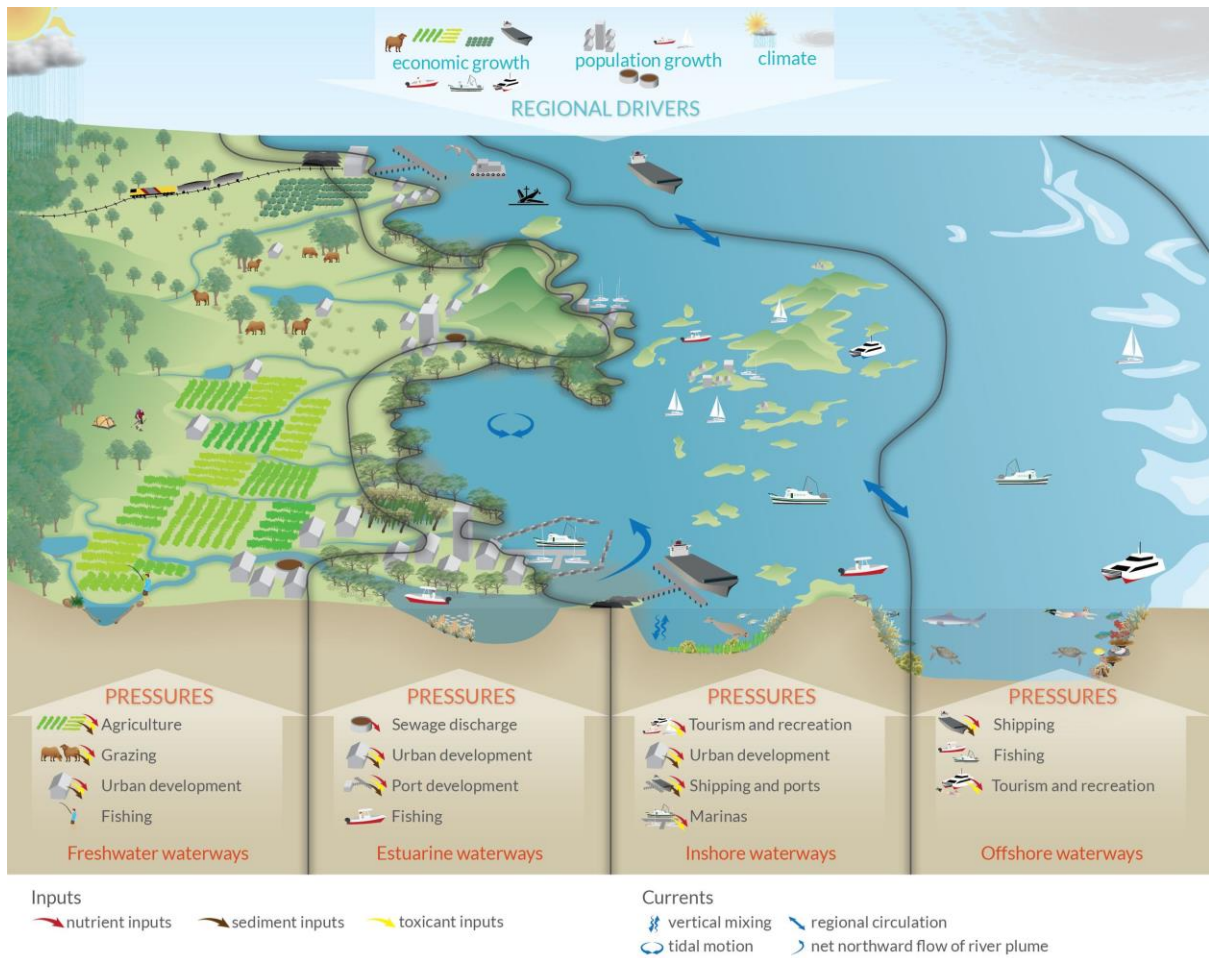 economic growth
population growth
climate
REGIONAL DRIVERS
PRESSURES
Agriculture
Grazing
Urban development
Fishing
Freshwater waterways
PRESSURES
Sewage discharge
Urban development
Port development
Fishing
Estuarine waterways
PRESSURES
Tourism and recreation
Urban development
Shipping and ports
Marinas
Inshore waterways
PRESSURES
Shipping
Fishing
Tourism and recreation
Offshore waterways
Inputs
nutrient inputs
sediment inputs
toxicant inputs
Currents
vertical mixing
regional circulation
tidal motion
net northward flow of river plume